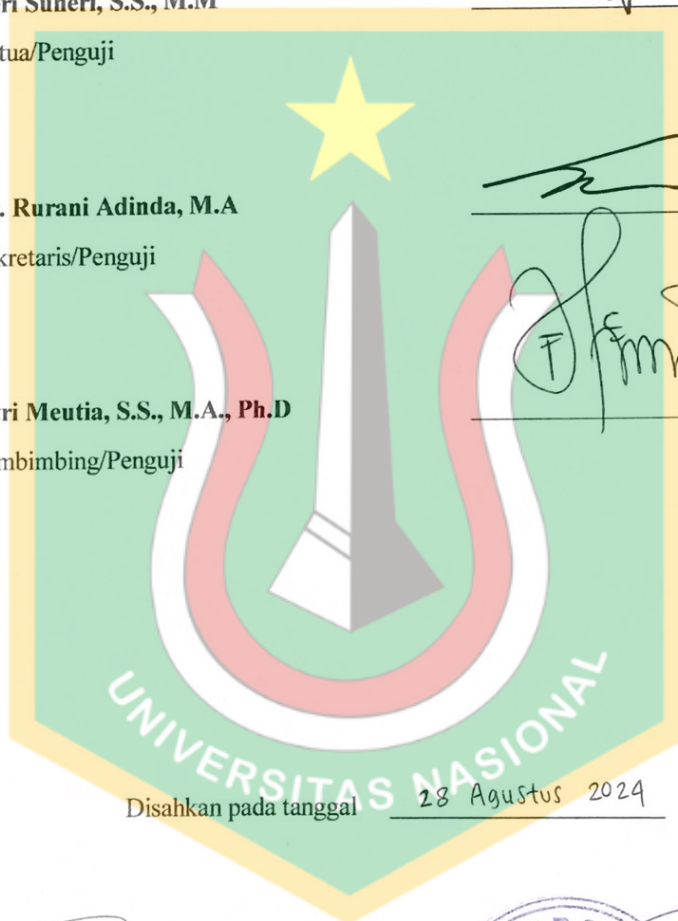 ri Suheri, S.S., M.M
tua/Penguji
. Rurani Adinda, M.A
kretaris/Penguji
ri Meutia, S.S., M.A., Ph.D
mbimbing/Penguji
UNIVERSITAS NASIONAL
Disahkan pada tanggal 28 Agustus 2024